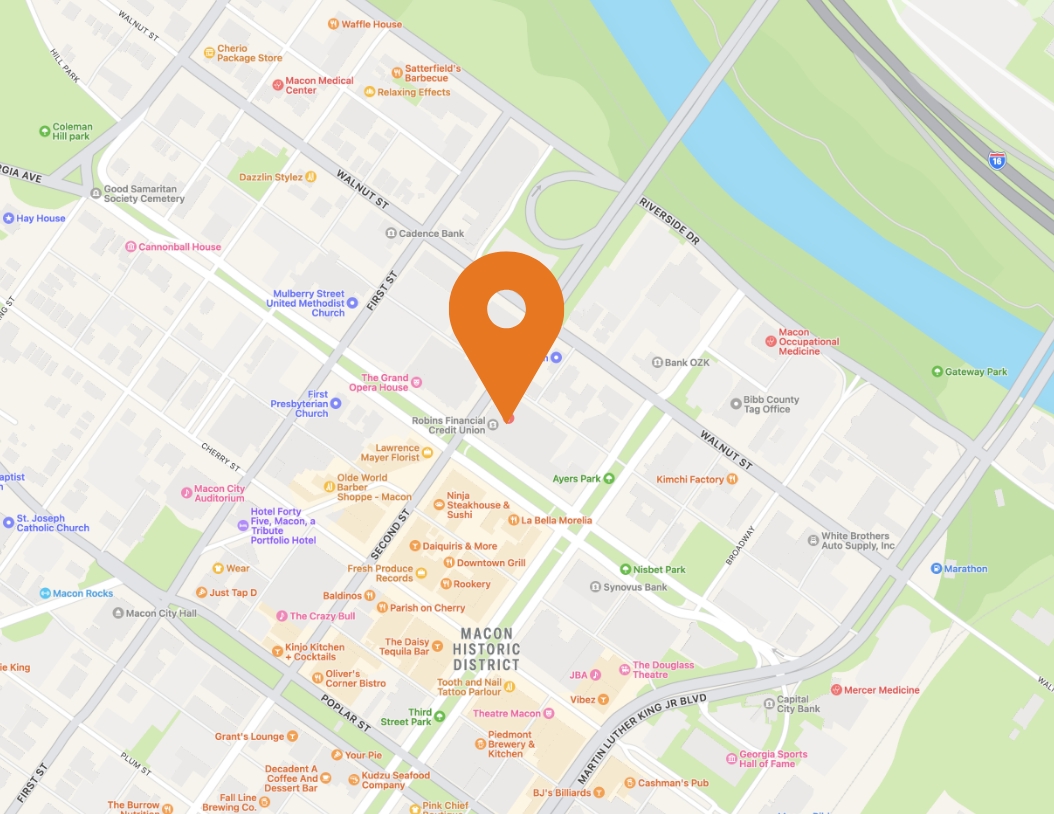 WALNUT ST
Waffle House
HILL PARK
Cherio
Package Store
Satterfield's
Barbecue
Macon Medical
Center
Relaxing Effects
Coleman
Hill park
16
GIA AVE
Dazzlin Stylez
WALNUT ST
Good Samaritan
Society Cemetery
Hay House
RIVERSIDE DR
Cadence Bank
Cannonball House
FIRST ST
Mulberry Street
United Methodist
Church
NG ST
Macon
Occupational
Medicine
n
Bank OZK
Gateway Park
The Grand
Opera House
First
Presbyterian
Church
Bibb County
Tag Office
Robins Financial
Credit Union
WALNUT ST
CHERRY ST
Lawrence
Mayer Florist
aptist
h
Ayers Park
Kimchi Factory
Olde World
Barber
Shoppe - Macon
Macon City
Auditorium
Ninja
Steakhouse &
Sushi
Hotel Forty
Five, Macon, a
Tribute
Portfolio Hotel
St. Joseph
Catholic Church
La Bella Morelia
SECOND ST
BROADWAY
White Brothers
Auto Supply, Inc
Daiquiris & More
Downtown Grill
Wear
Fresh Produce
Records
Nisbet Park
Marathon
Rookery
Synovus Bank
Macon Rocks
Just Tap D
Baldinos
Parish on Cherry
Macon City Hall
The Crazy Bull
MACON
HISTORIC
DISTRICT
Kinjo Kitchen
+ Cocktails
The Daisy
Tequila Bar
ie King
The Douglass
Theatre
JBA
Oliver's
Corner Bistro
Tooth and Nail
Tattoo Parlour
WALN
Mercer Medicine
Vibez
Capital
City Bank
POPLAR ST
Third
Street Park
Theatre Macon
MARTIN LUTHER KING JR BLVD
Grant's Lounge
Piedmont
Brewery &
Kitchen
Your Pie
Georgia Sports
Hall of Fame
PLUM ST
Decadent A
Coffee And
Dessert Bar
Kudzu Seafood
Company
FIRST ST
Cashman's Pub
BJ's Billiards
Fall Line
Brewing Co.
The Burrow
Pink Chief